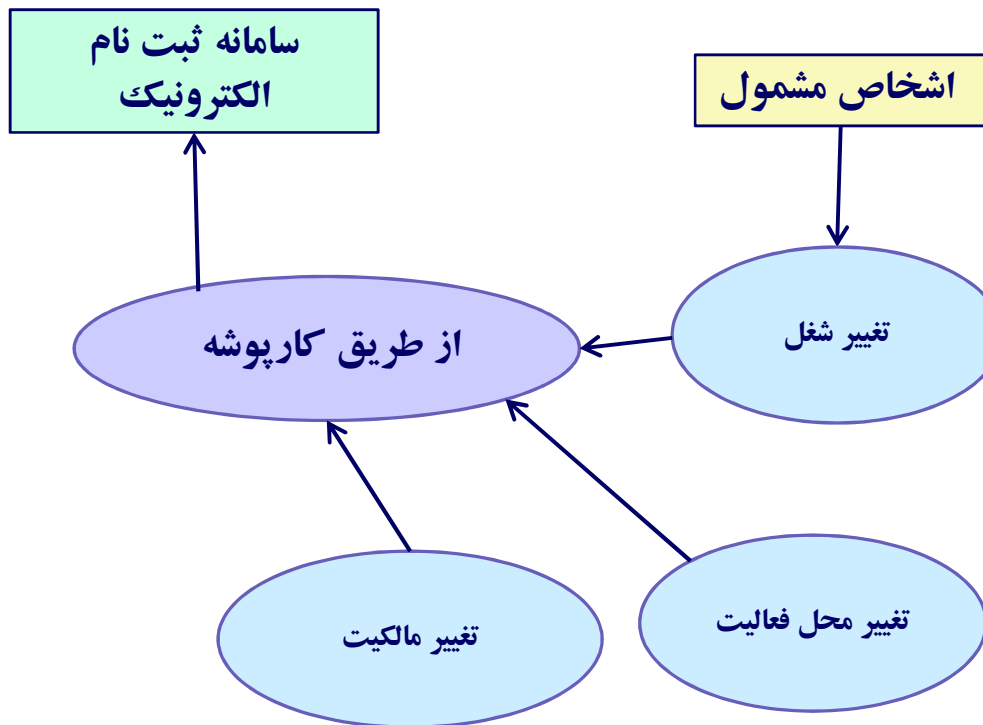 سامانه ثبت نام
الکترونیک
اشخاص مشمول
تغییر شغل
از طریق کارپوشه
تغییر محل فعالیت
تغییر مالکیت